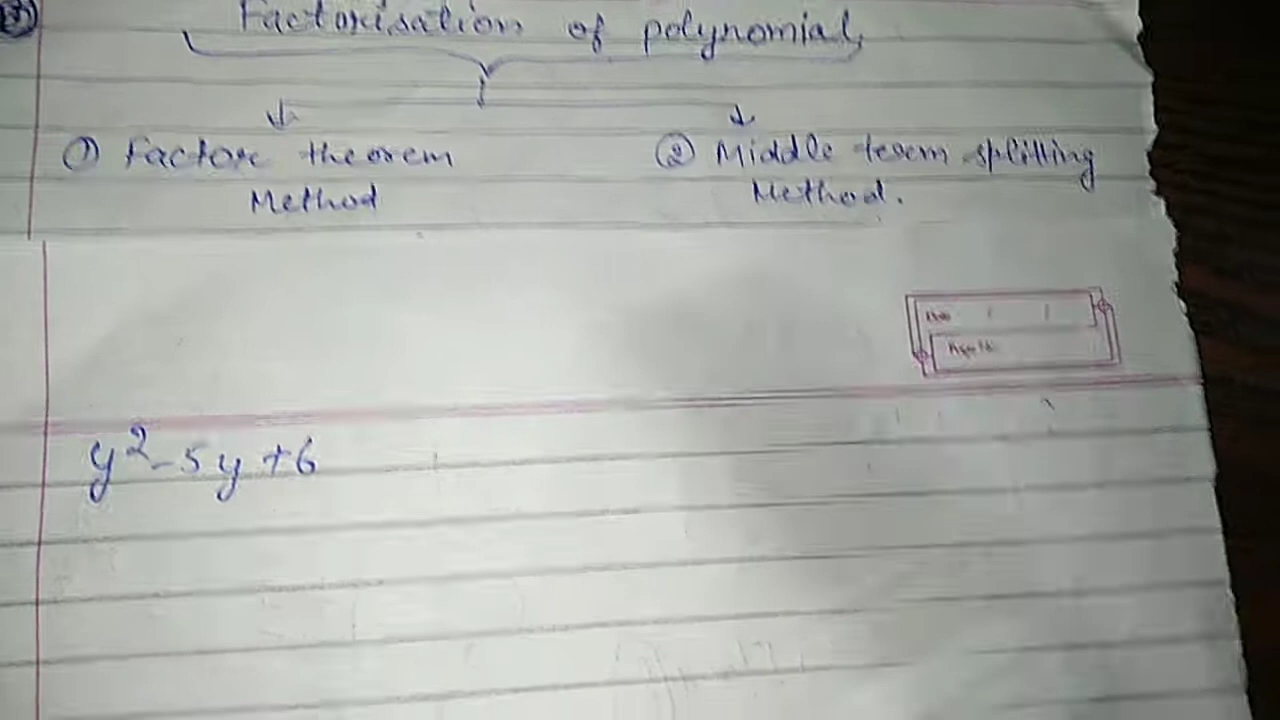 Factorisation of polynomial,
① Factor theorem
Method
② Middle term splitting
Method.
y²-5y+6